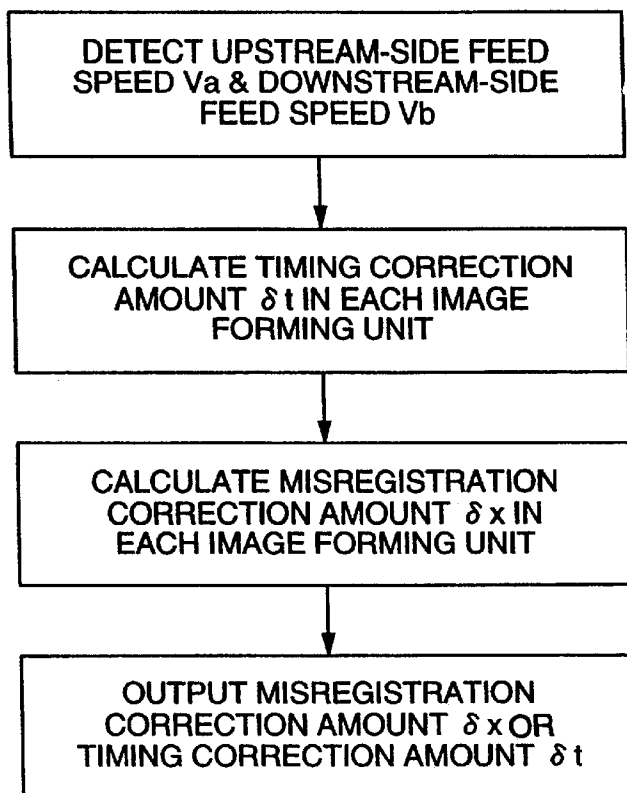 DETECT UPSTREAM-SIDE FEED
SPEED Va & DOWNSTREAM-SIDE
FEED SPEED Vb
CALCULATE TIMING CORRECTION
AMOUNT δt IN EACH IMAGE
FORMING UNIT
CALCULATE MISREGISTRATION
CORRECTION AMOUNT δx IN
EACH IMAGE FORMING UNIT
OUTPUT MISREGISTRATION
CORRECTION AMOUNT δx OR
TIMING CORRECTION AMOUNT δt